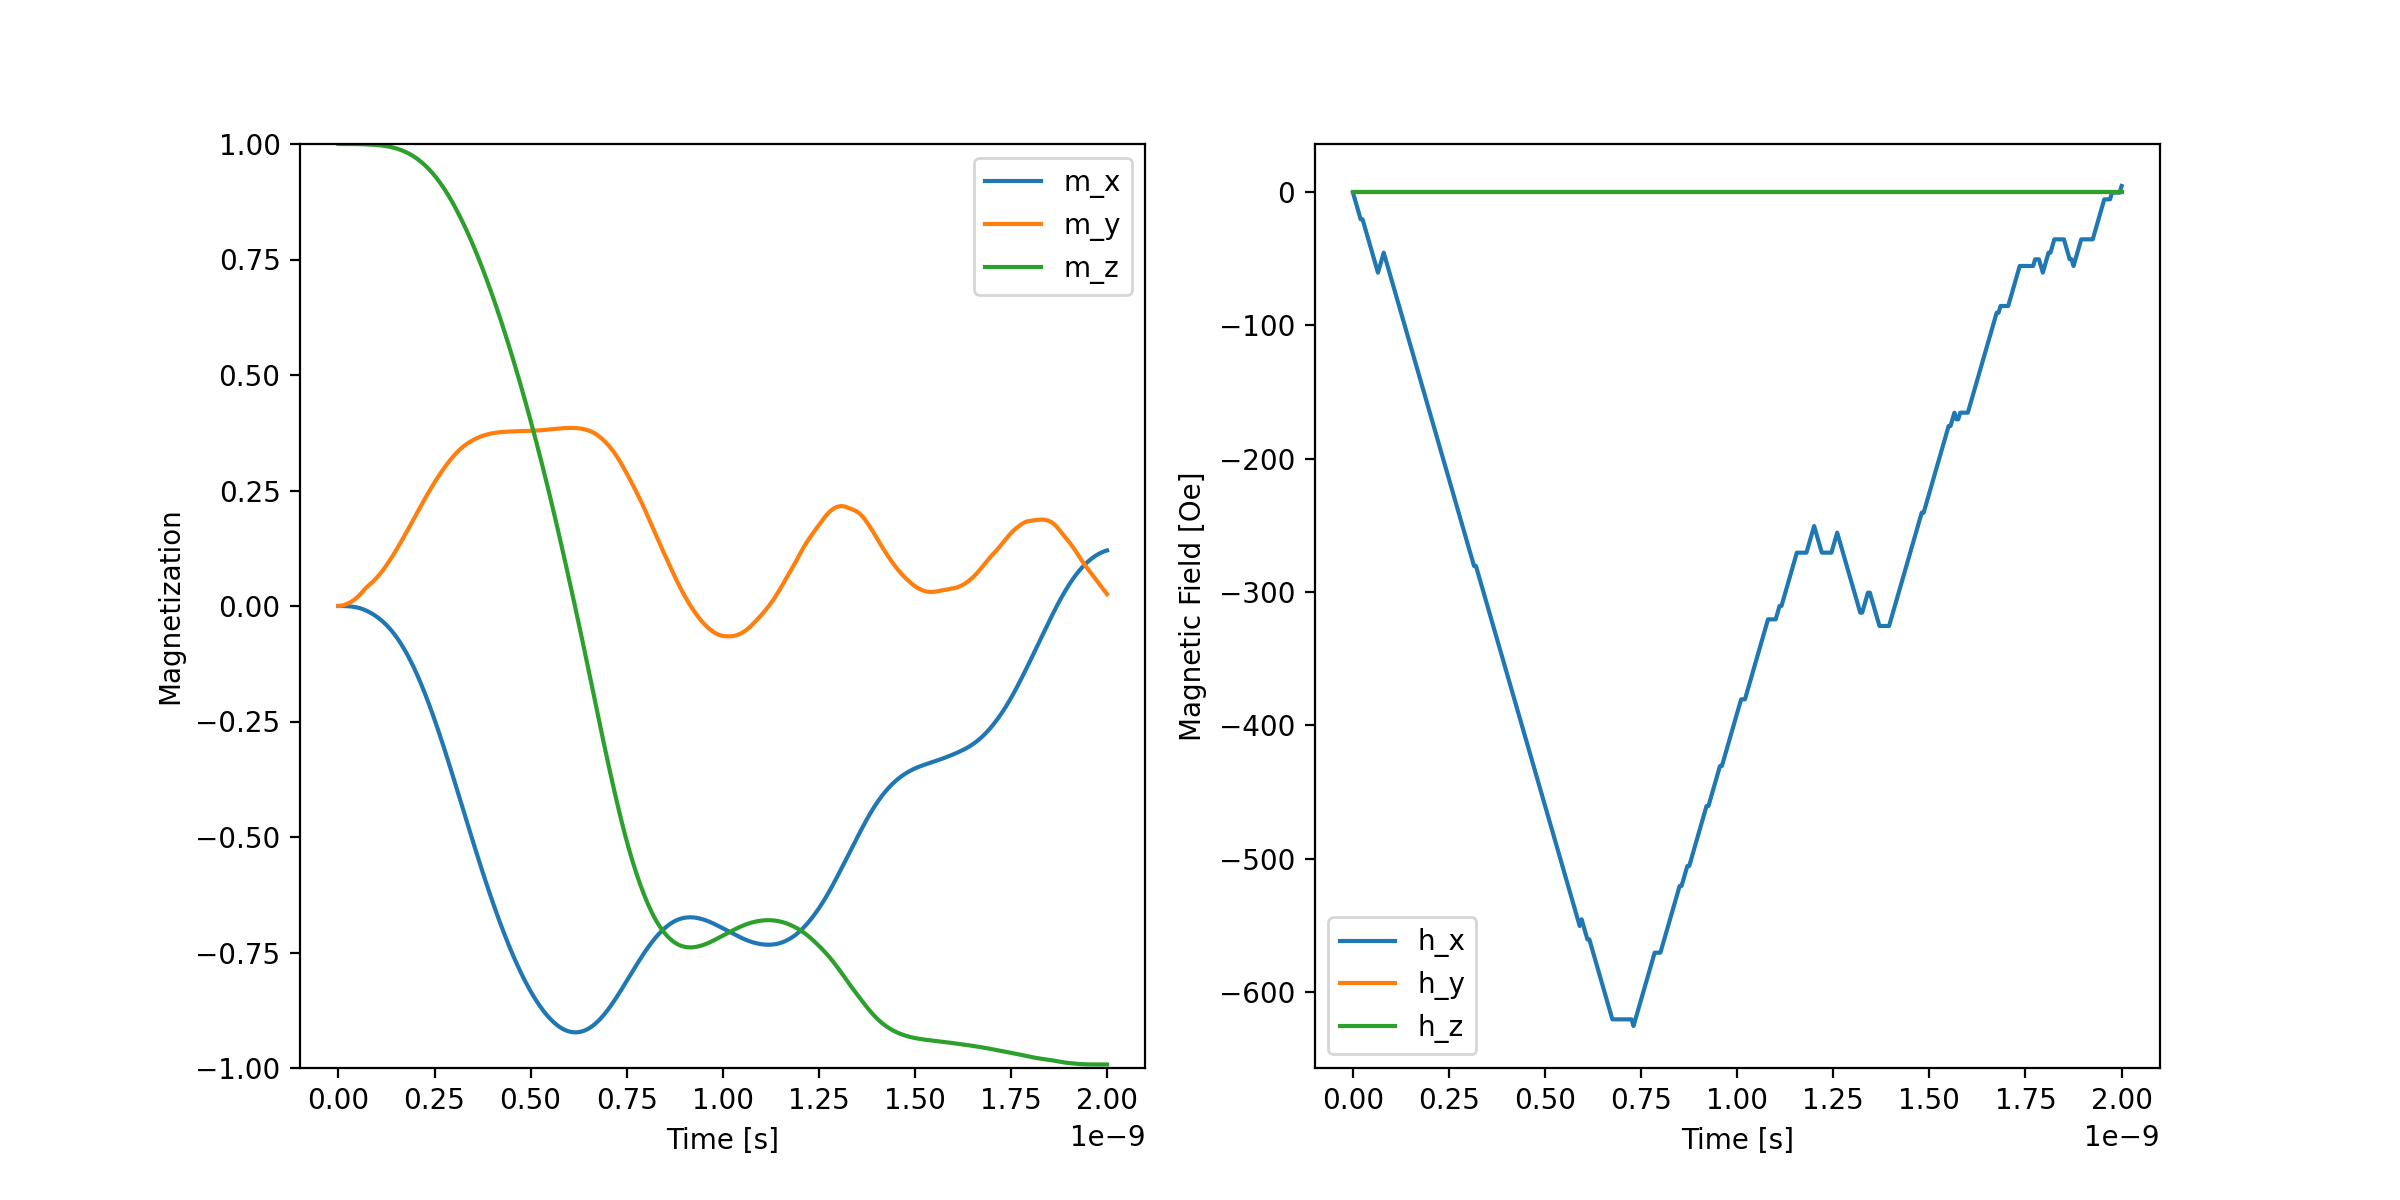 1.00
0.75
0.50
0.25
0.00
−0.25
−0.50
−0.75
−1.00
Magnetization
m_x
m_y
m_z
0.00 0.25 0.50 0.75 1.00 1.25 1.50 1.75 2.00
Time [s]
1e−9
0
−100
−200
−300
−400
−500
−600
Magnetic Field [Oe]
h_x
h_y
h_z
0.00 0.25 0.50 0.75 1.00 1.25 1.50 1.75 2.00
Time [s]
1e−9